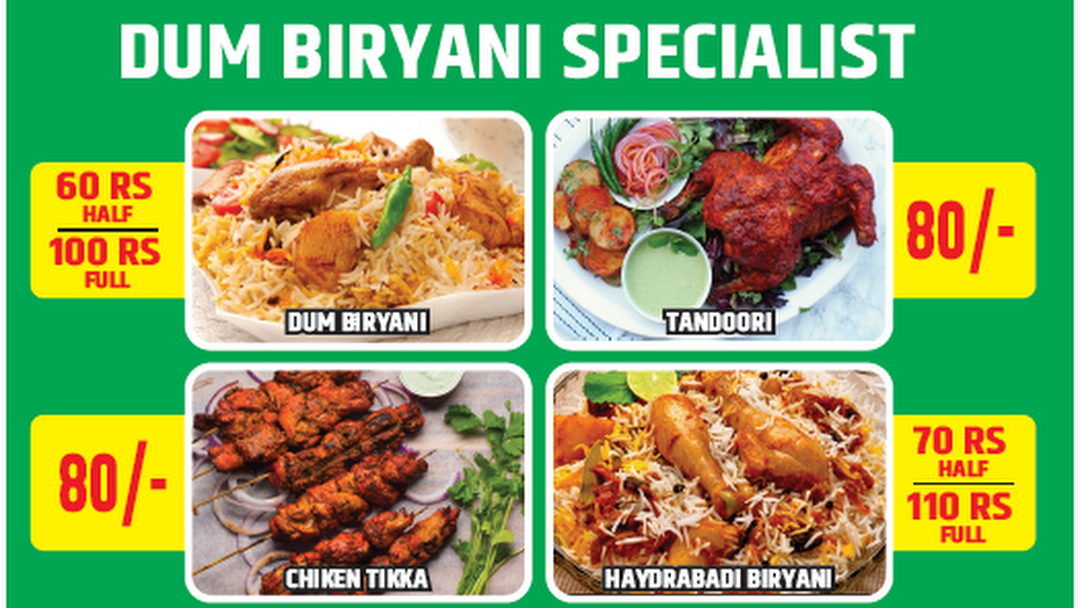 DUM BIRYANI SPECIALIST
60 RS
HALF
100 RS
FULL
DUM BIRYANI
TANDOORI
80/-
80/-
CHIKEN TIKKA
HAYDRABADI BIRYANI
70 RS
HALF
110 RS
FULL